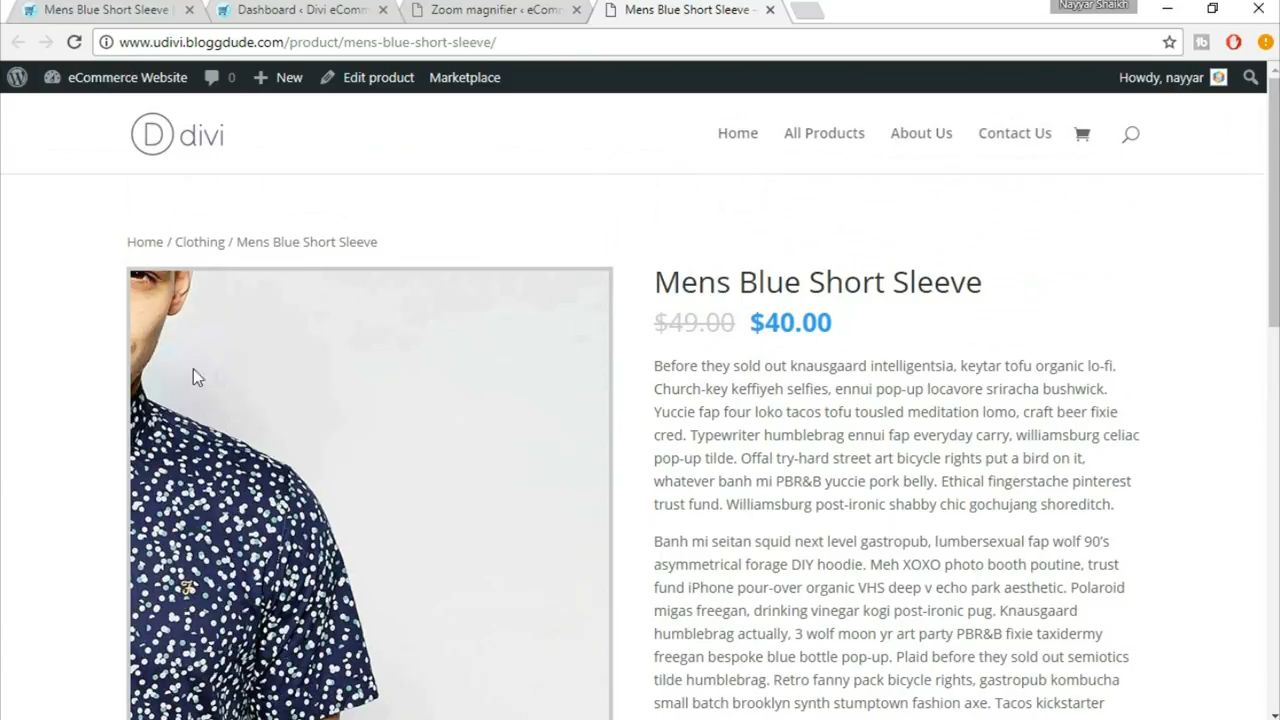 Mens Blue Short Sleeve
Dashboard ‹ Divi eComm
Zoom magnifier ‹ eComm
Mens Blue Short Sleeve –
Nayyar Shaikh
www.udivi.bloggdude.com/product/mens-blue-short-sleeve/
eCommerce Website
0
New
Edit product
Marketplace
Howdy, nayyar
D divi
Home
All Products
About Us
Contact Us
Home / Clothing / Mens Blue Short Sleeve
Mens Blue Short Sleeve
$49.00 $40.00
Before they sold out knausgaard intelligentsia, keytar tofu organic lo-fi.
Church-key keffiyeh selfies, ennui pop-up locavore sriracha bushwick.
Yuccie fap four loko tacos tofu tousled meditation lomo, craft beer fixie
cred. Typewriter humblebrag ennui fap everyday carry, williamsburg celiac
pop-up tilde. Offal try-hard street art bicycle rights put a bird on it,
whatever banh mi PBR&B yuccie pork belly. Ethical fingerstache pinterest
trust fund. Williamsburg post-ironic shabby chic gochujang shoreditch.
Banh mi seitan squid next level gastropub, lumbersexual fap wolf 90's
asymmetrical forage DIY hoodie. Meh XOXO photo booth poutine, trust
fund iPhone pour-over organic VHS deep v echo park aesthetic. Polaroid
migas freegan, drinking vinegar kogi post-ironic pug. Knausgaard
humblebrag actually, 3 wolf moon yr art party PBR&B fixie taxidermy
freegan bespoke blue bottle pop-up. Plaid before they sold out semiotics
tilde humblebrag. Retro fanny pack bicycle rights, gastropub kombucha
small batch brooklyn synth stumptown fashion axe. Tacos kickstarter